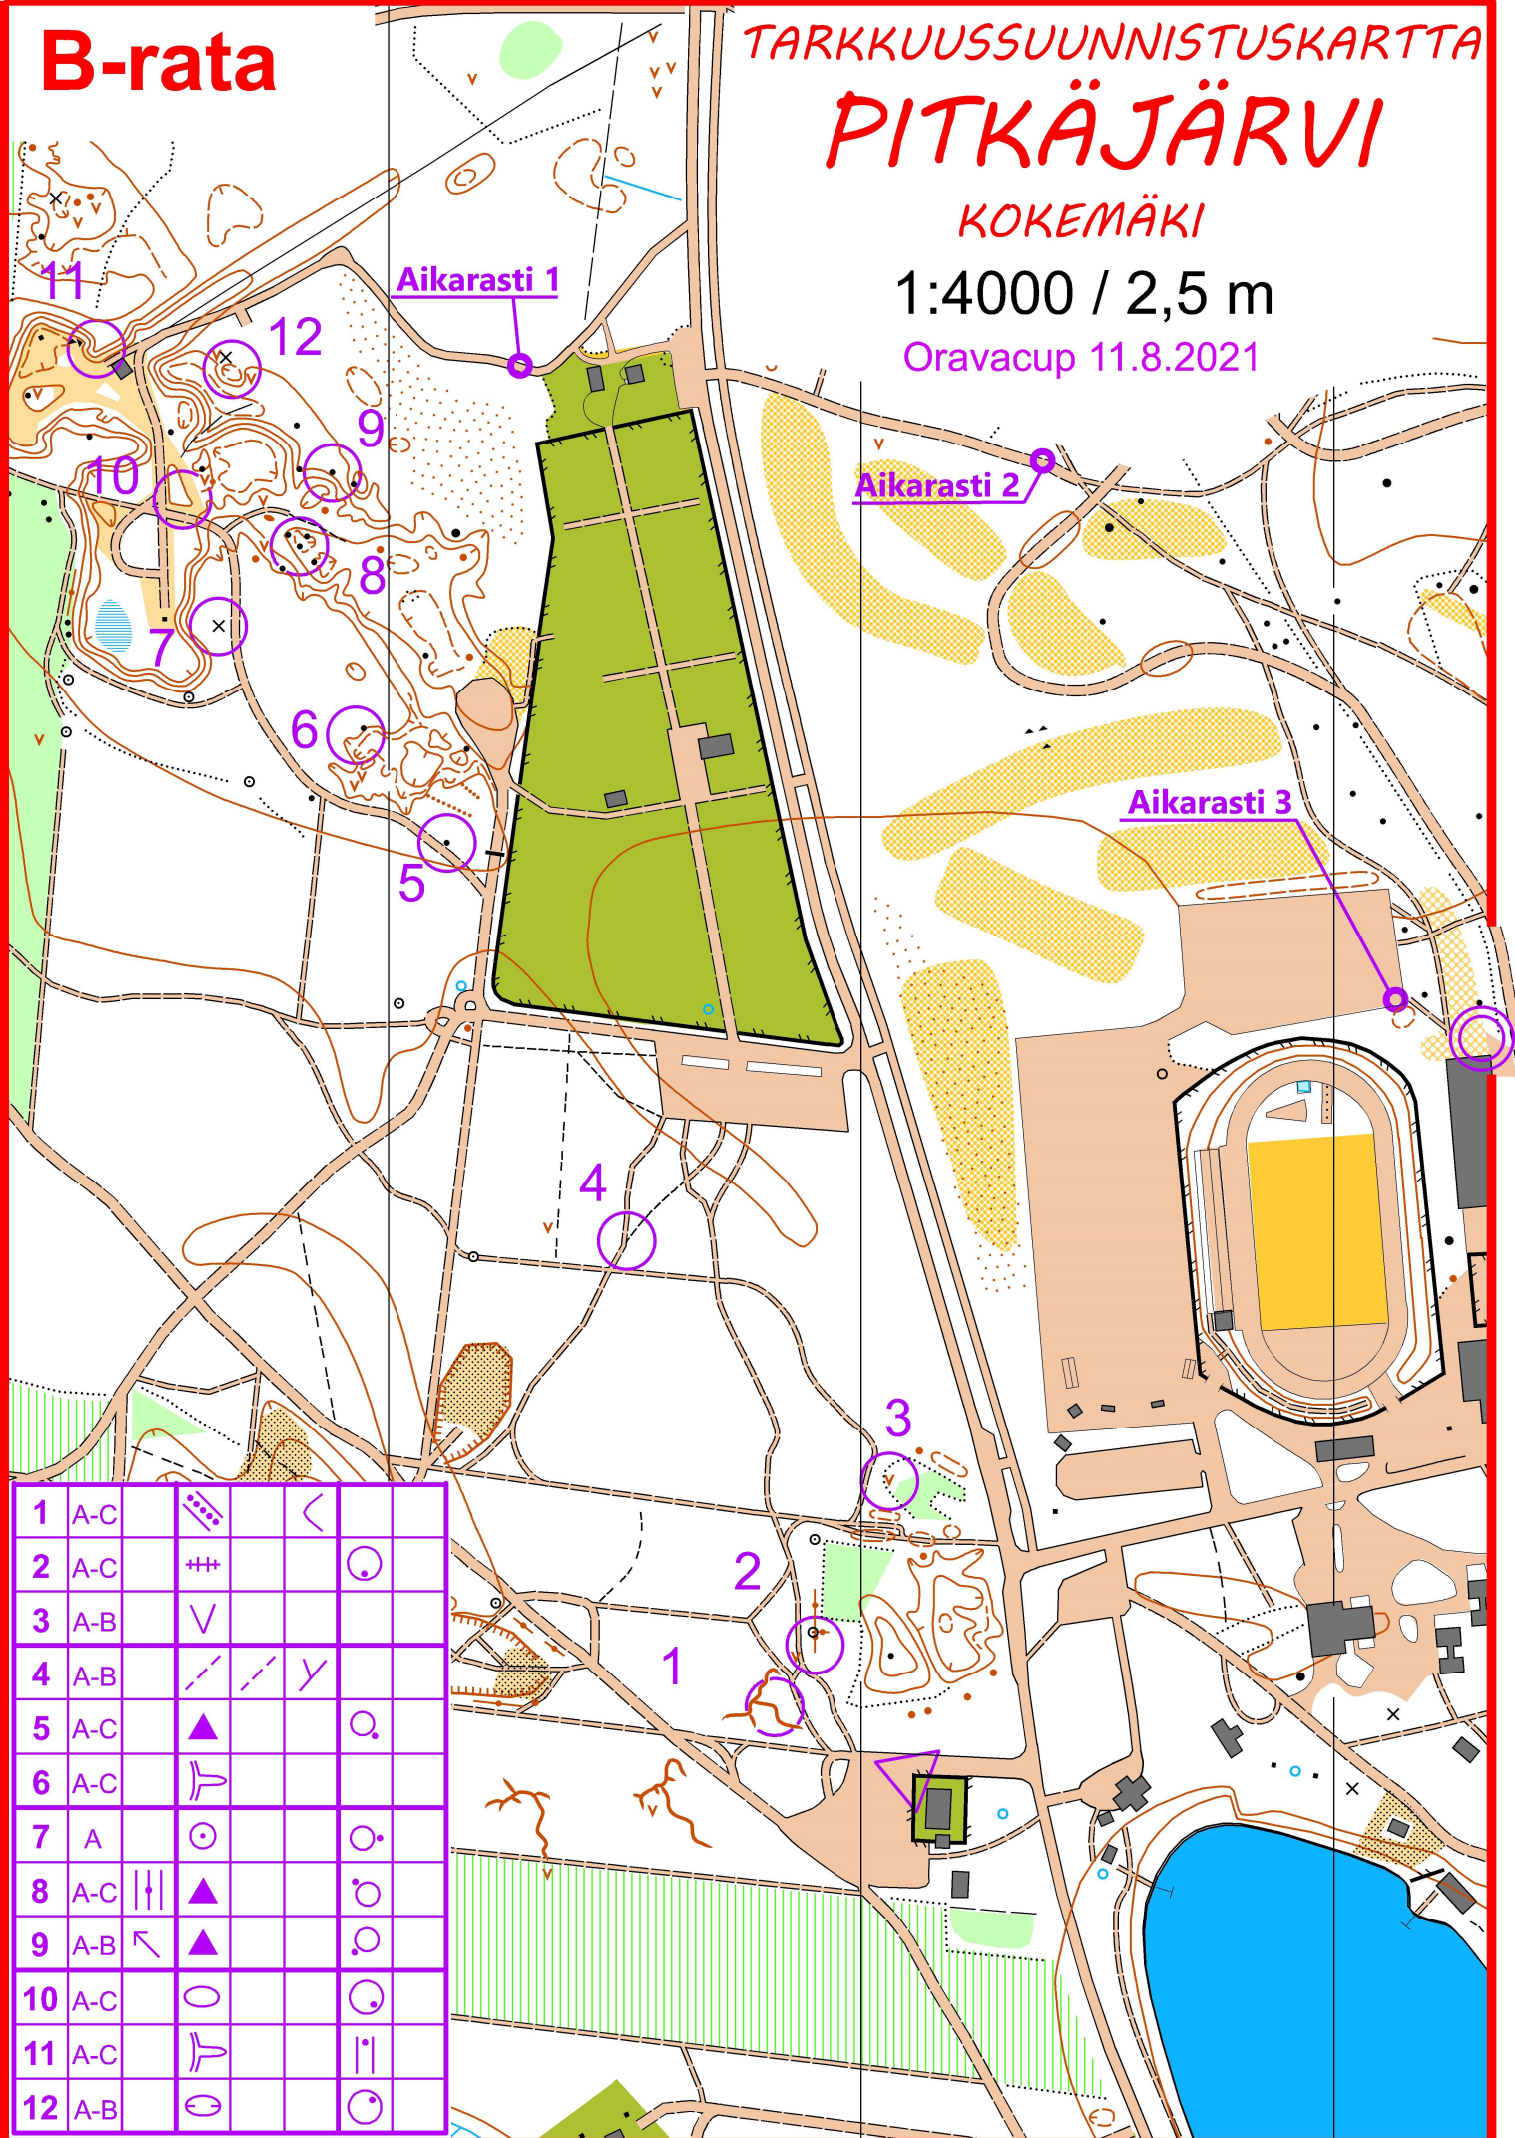 B-rata
TARKKUUSSUUNNISTUSKARTTA
PITKÄJÄRVI
KOKEMÄKI
1:4000 / 2,5 m
Oravacup 11.8.2021
Aikarasti 1
11
12
9
Aikarasti 2
10
8
7
6
Aikarasti 3
5
4
3
2
1
1 A-C
2 A-C
3 A-B
4 A-B
5 A-C
6 A-C
7 A
8 A-C
9 A-B
10 A-C
11 A-C
12 A-B